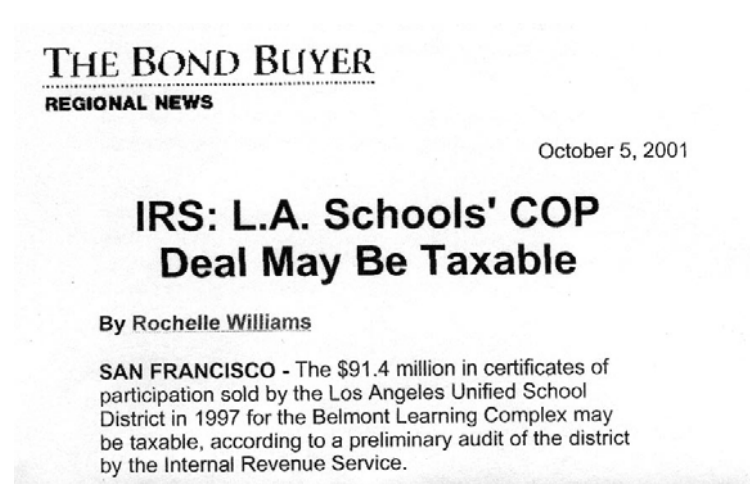 THE BOND BUYER
REGIONAL NEWS
October 5, 2001
IRS: L.A. Schools' COP
Deal May Be Taxable
By Rochelle Williams
SAN FRANCISCO - The $91.4 million in certificates of
participation sold by the Los Angeles Unified School
District in 1997 for the Belmont Learning Complex may
be taxable, according to a preliminary audit of the district
by the Internal Revenue Service.